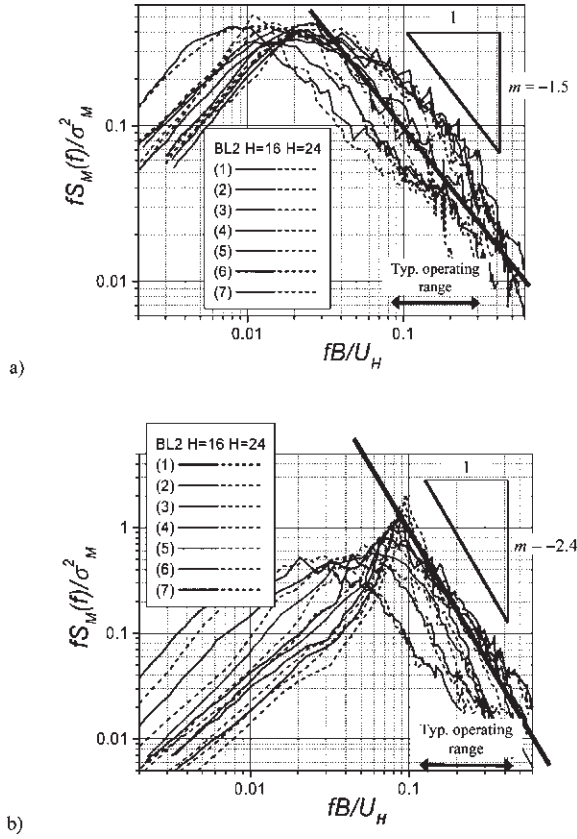 1
m = -1.5
fS_M(f)/σ²_M
0.1
0.01
BL2 H=16 H=24
(1)
(2)
(3)
(4)
(5)
(6)
(7)
Typ. operating
range
0.01
0.1
fB/U_H
a)
BL2 H=16 H=24
(1)
(2)
(3)
(4)
(5)
(6)
(7)
1
m = -2.4
fS_M(f)/σ²_M
1
0.1
0.01
Typ. operating
range
0.01
0.1
fB/U_H
b)